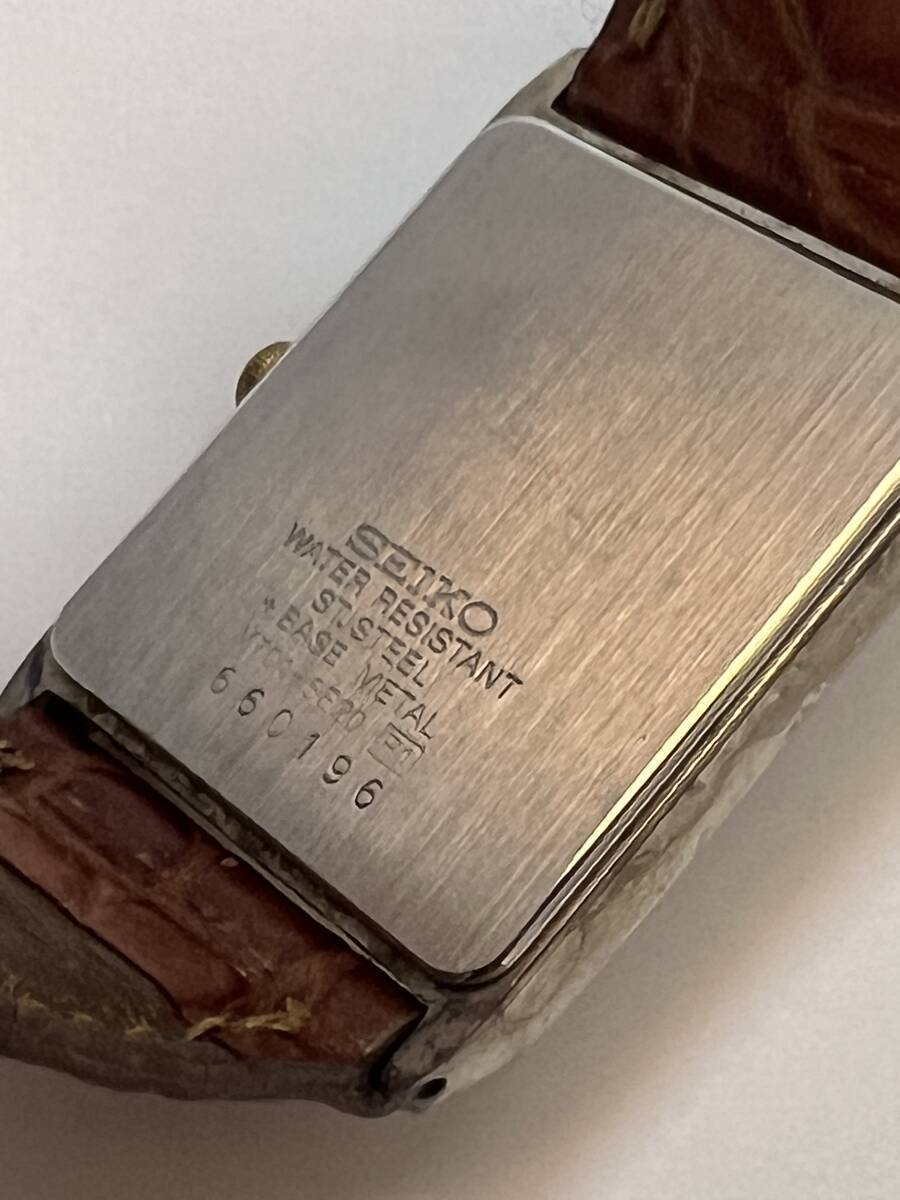 SEIKO
WATER RESISTANT
ST.STEEL
+ BASE METAL
660196